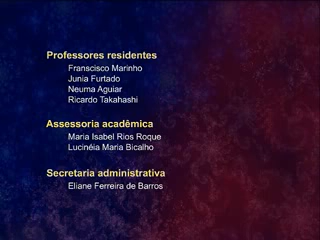 Professores residentes
Franscisco Marinho
Junia Furtado
Neuma Aguiar
Ricardo Takahashi
Assessoria acadêmica
Maria Isabel Rios Roque
Lucinéia Maria Bicalho
Secretaria administrativa
Eliane Ferreira de Barros